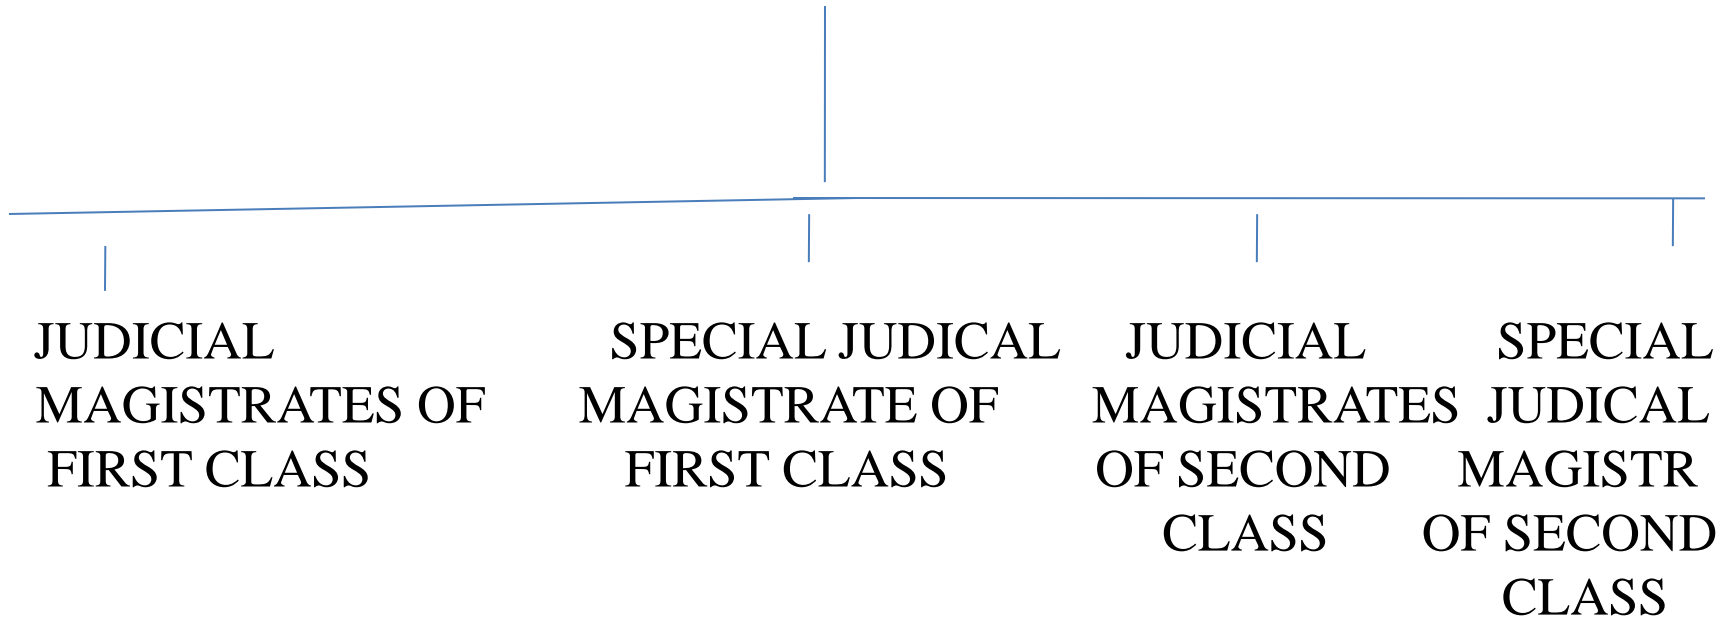 JUDICIAL
MAGISTRATES OF
FIRST CLASS
SPECIAL JUDICAL
MAGISTRATE OF
FIRST CLASS
JUDICIAL
MAGISTRATES
OF SECOND
CLASS
SPECIAL
JUDICAL
MAGISTR
OF SECOND
CLASS